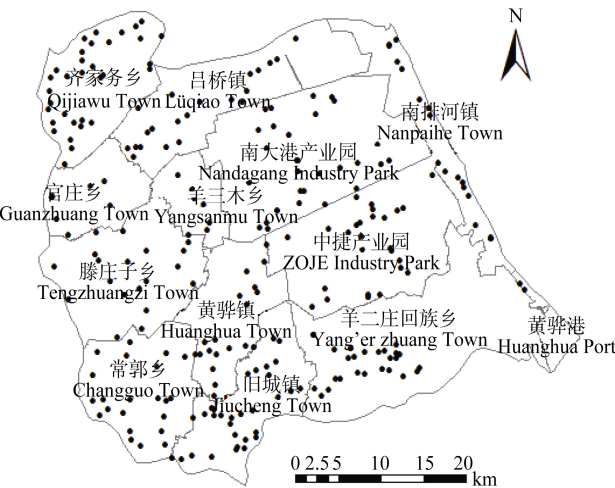 N
齐家务乡
Qijiawu Town
吕桥镇
Lüqiao Town
南排河镇
Nanpaihe Town
南大港产业园
Nandagang Industry Park
官庄乡
Guanzhuang Town
羊三木乡
Yangsanmu Town
中捷产业园
ZOJE Industry Park
滕庄子乡
Tengzhuangzi Town
黄骅镇
Huanghua Town
羊二庄回族乡
Yang'er zhuang Town
黄骅港
Huanghua Port
常郭乡
Changguo Town
旧城镇
Jiucheng Town
0 2.5 5 10 15 20
km